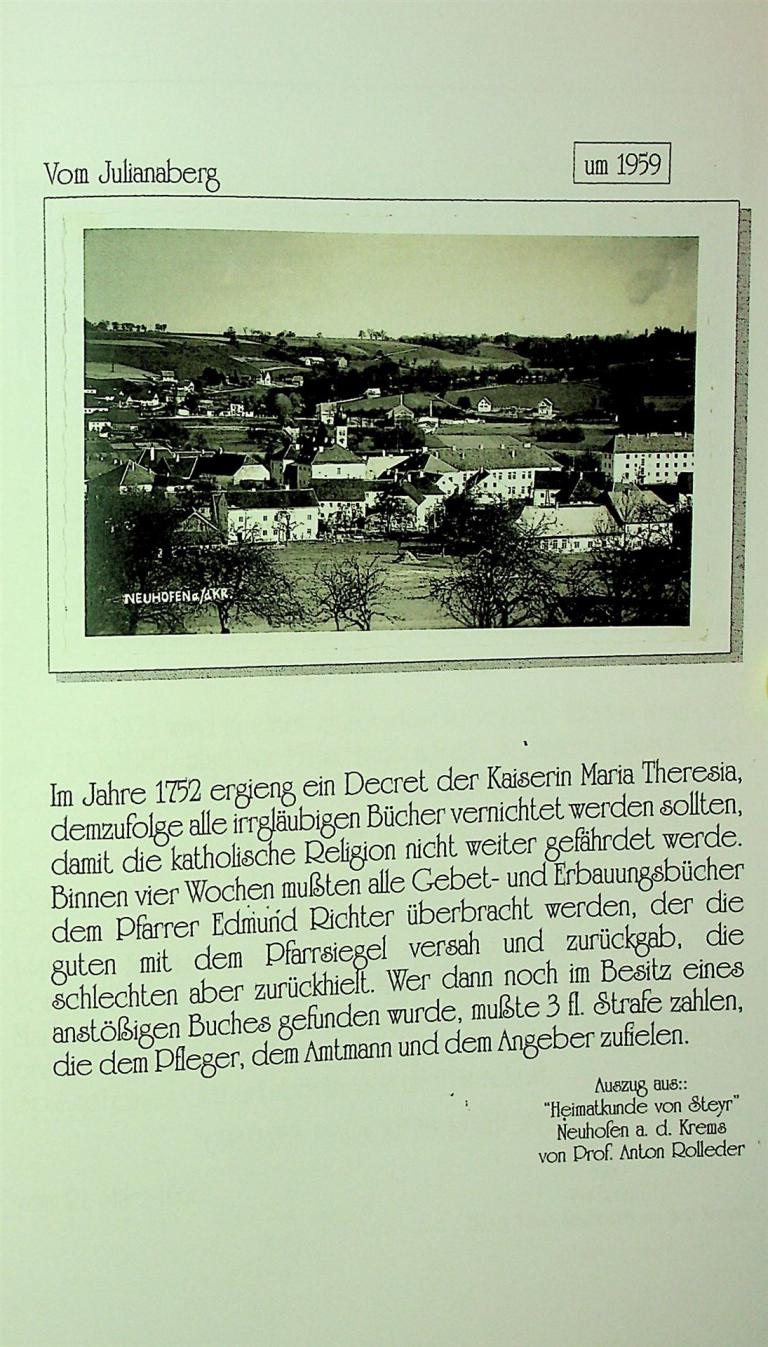 Vom Julianaberg
um 1959
NEUHOFEN a/d KR.
Im Jahre 1752 ergieng ein Decret der Kaiserin Maria Theresia,
demzufolge alle irrgläubigen Bücher vernichtet werden sollten,
damit die katholische Religion nicht weiter gefährdet werde.
Binnen vier Wochen mußten alle Gebet- und Erbauungsbücher
dem Pfarrer Edmund Richter überbracht werden, der die
guten mit dem Pfarrsiegel versah und zurückgab, die
schlechten aber zurückhielt. Wer dann noch im Besitz eines
anstößigen Buches gefunden wurde, mußte 3 fl. Strafe zahlen,
die dem Pfleger, dem Amtmann und dem Angeber zufielen.
Auszug aus::
"Heimatkunde von Steyr"
Neuhofen a. d. Krems
von Prof. Anton Rolleder